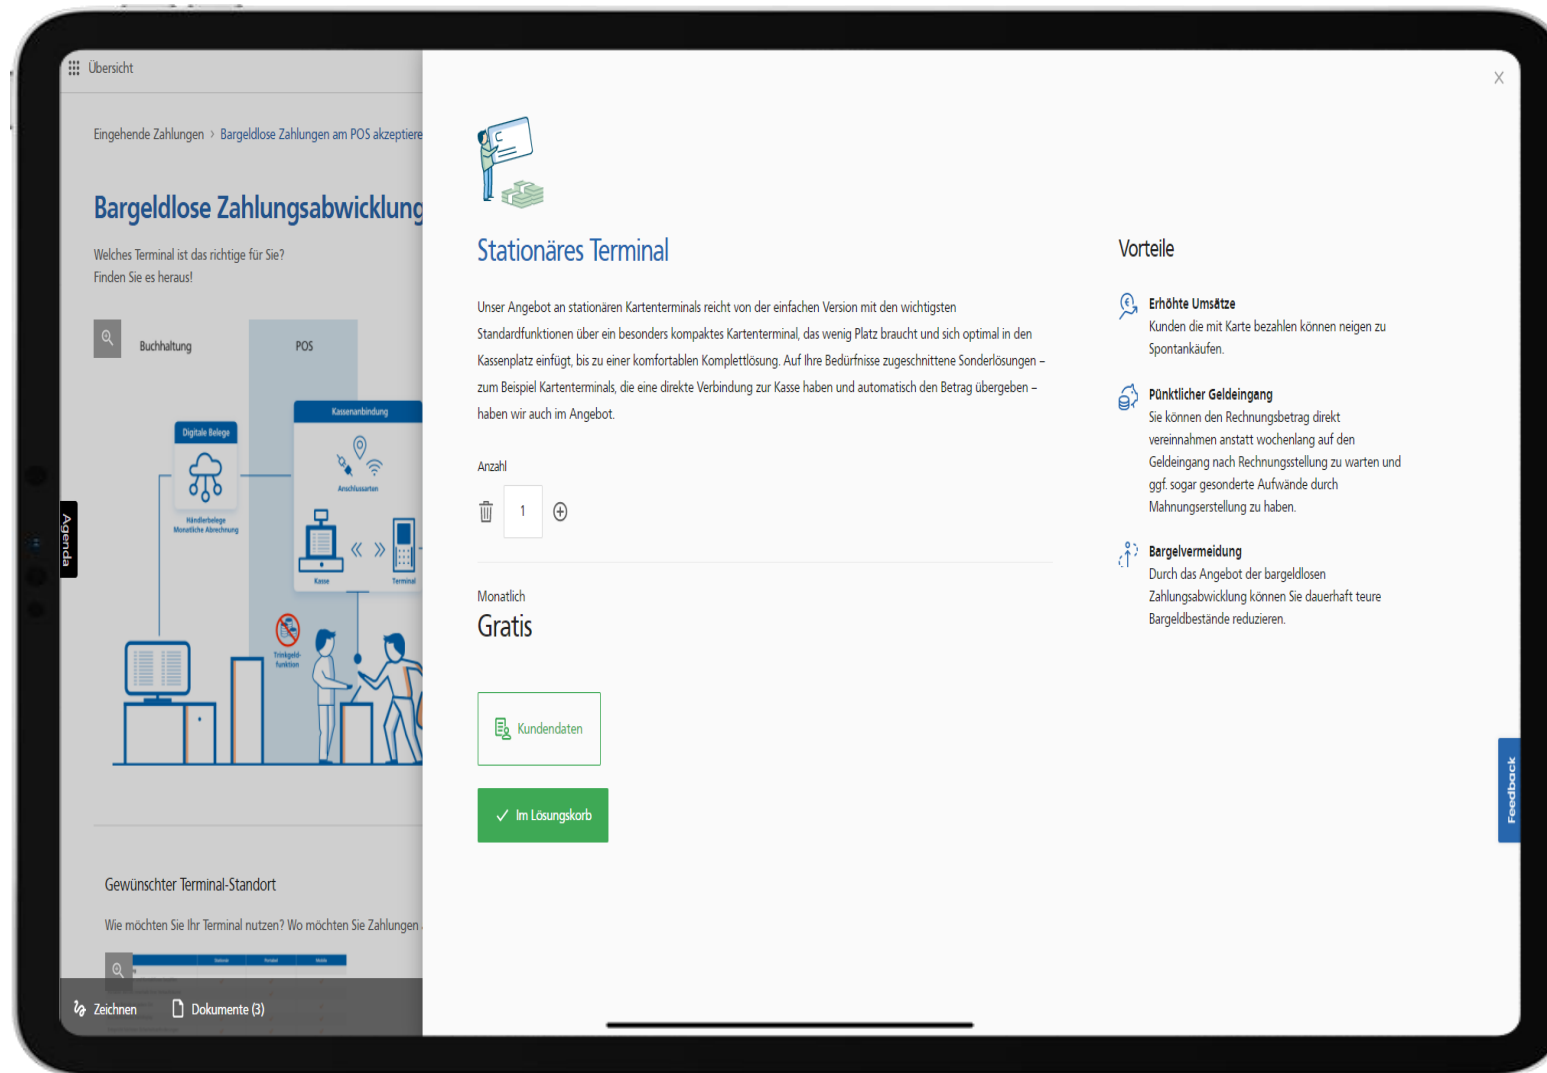 Übersicht
Eingehende Zahlungen > Bargeldlose Zahlungen am POS akzeptiere
Bargeldlose Zahlungsabwicklung
Welches Terminal ist das richtige für Sie?
Finden Sie es heraus!
Buchhaltung
POS
Kassenanbindung
Digitale Belege
Anschlussarten
Händlerbelege
Monatliche Abrechnung
Kasse
Terminal
Trinkgeld-
funktion
Agenda
Gewünschter Terminal-Standort
Wie möchten Sie Ihr Terminal nutzen? Wo möchten Sie Zahlungen
Zeichnen
Dokumente (3)
X
Stationäres Terminal
Unser Angebot an stationären Kartenterminals reicht von der einfachen Version mit den wichtigsten
Standardfunktionen über ein besonders kompaktes Kartenterminal, das wenig Platz braucht und sich optimal in den
Kassenplatz einfügt, bis zu einer komfortablen Komplettlösung. Auf Ihre Bedürfnisse zugeschnittene Sonderlösungen –
zum Beispiel Kartenterminals, die eine direkte Verbindung zur Kasse haben und automatisch den Betrag übergeben –
haben wir auch im Angebot.
Anzahl
1
Monatlich
Gratis
Kundendaten
Im Lösungskorb
Vorteile
Erhöhte Umsätze
Kunden die mit Karte bezahlen können neigen zu
Spontankäufen.
Pünktlicher Geldeingang
Sie können den Rechnungsbetrag direkt
vereinnahmen anstatt wochenlang auf den
Geldeingang nach Rechnungsstellung zu warten und
ggf. sogar gesonderte Aufwände durch
Mahnungserstellung zu haben.
Bargelvermeidung
Durch das Angebot der bargeldlosen
Zahlungsabwicklung können Sie dauerhaft teure
Bargeldbestände reduzieren.
Feedback